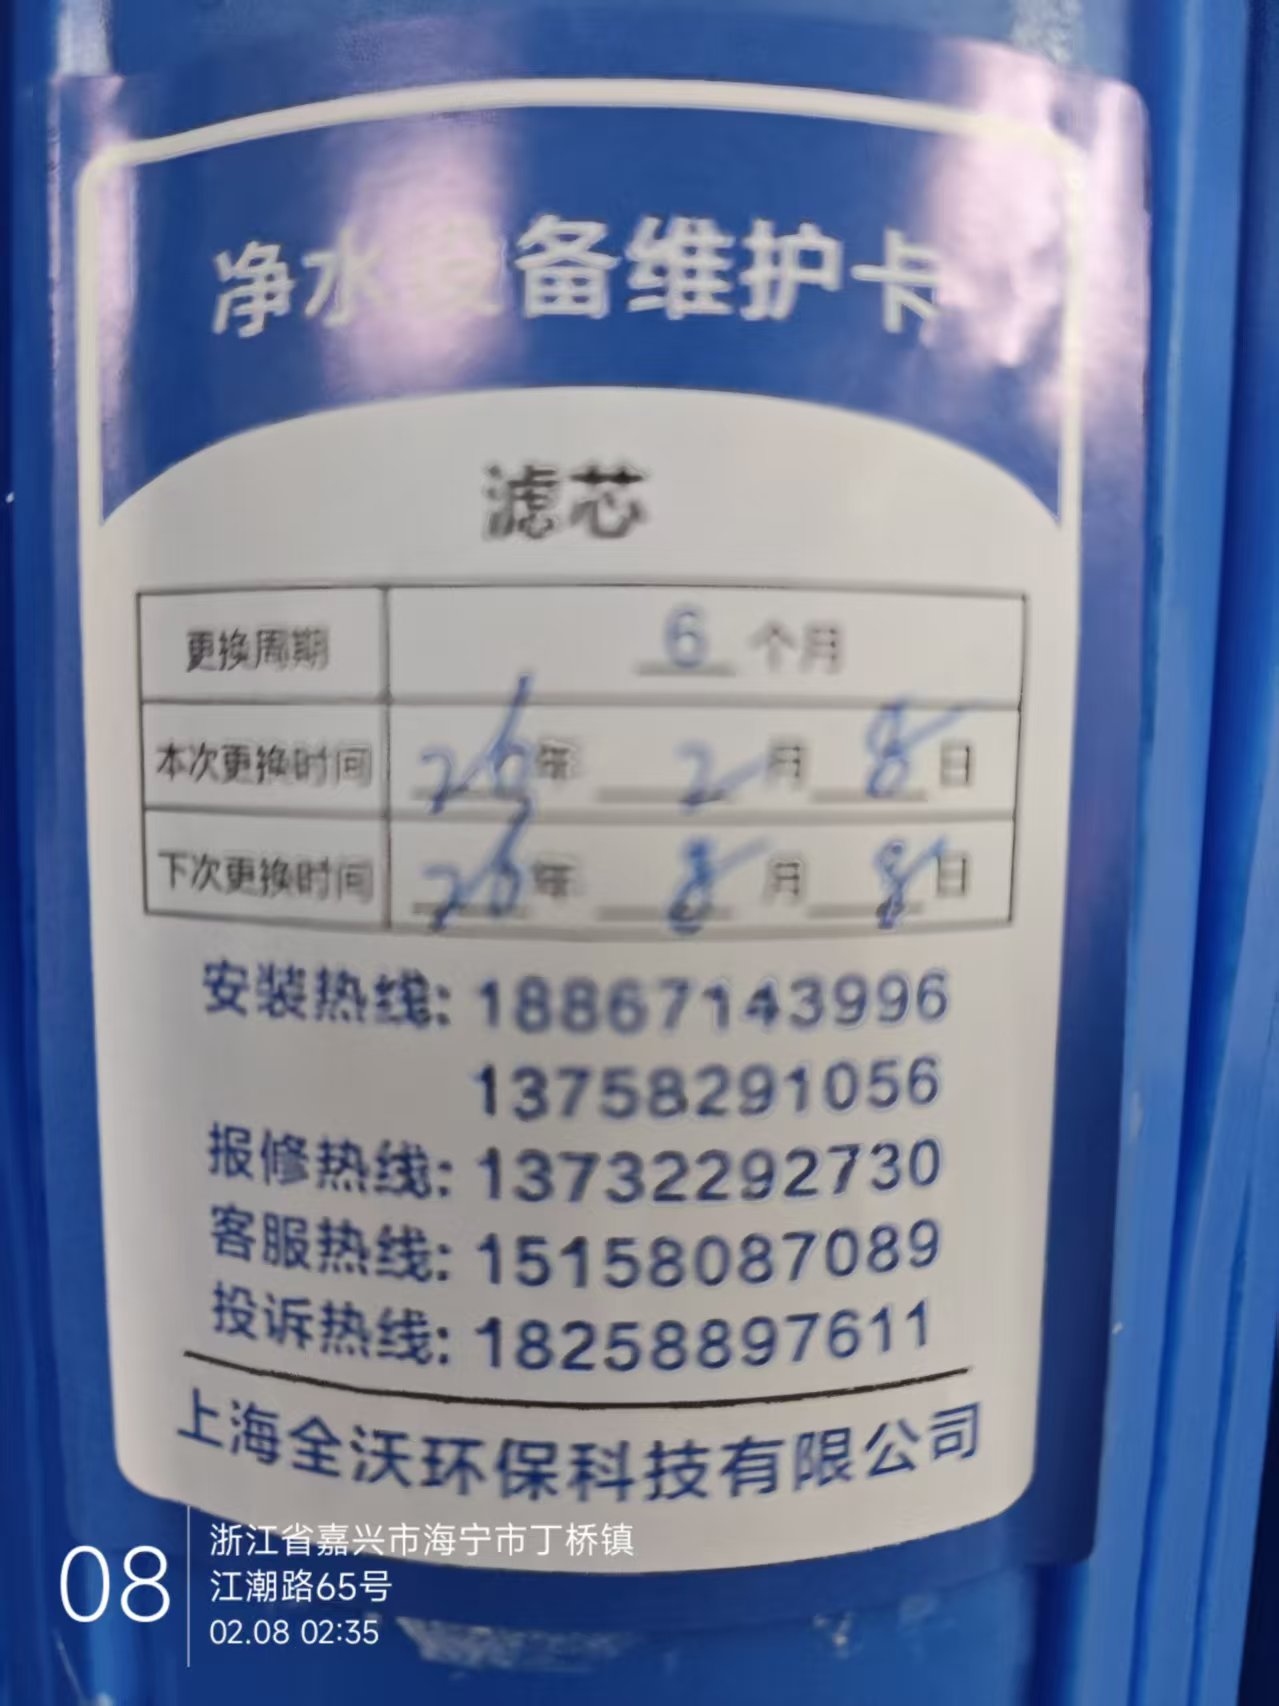 净水设备维护卡
滤芯
更换周期 6 个月
本次更换时间 26年 2月 8日
下次更换时间 26年 8月 8日
安装热线: 18867143996
13758291056
报修热线: 13732292730
客服热线: 15158087089
投诉热线: 18258897611
上海全沃环保科技有限公司
08
浙江省嘉兴市海宁市丁桥镇
江潮路65号
02.08 02:35